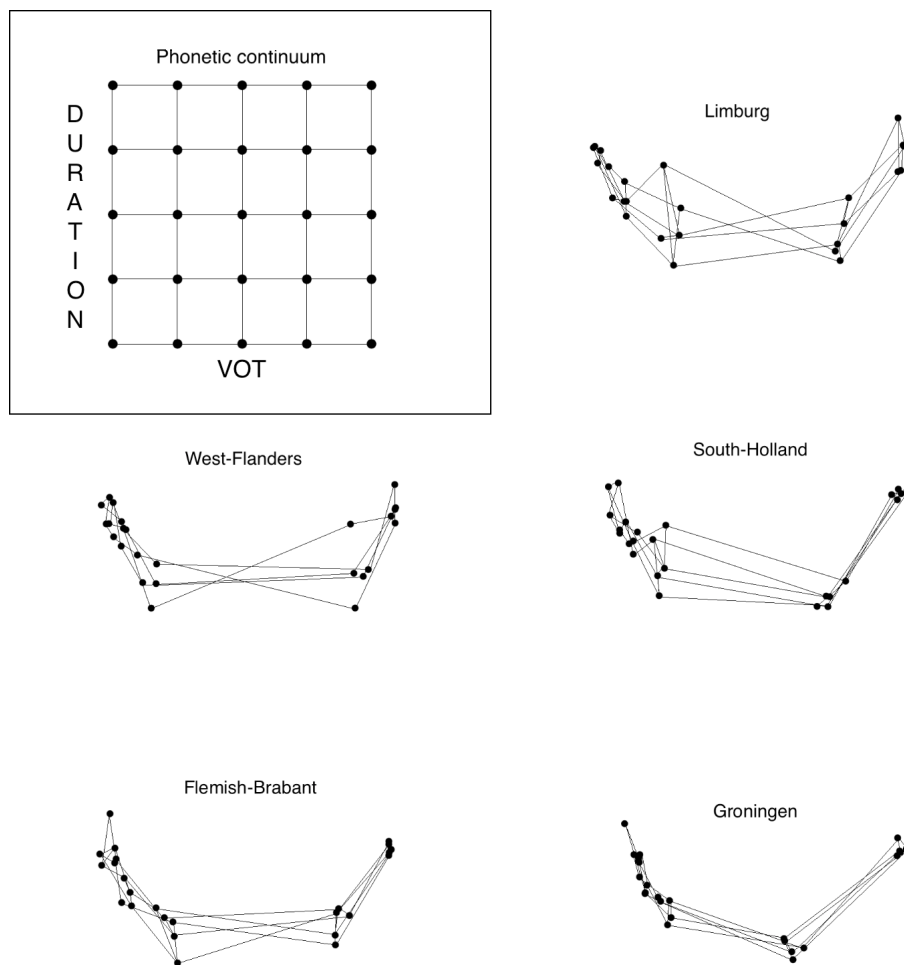 Phonetic continuum
D
U
R
A
T
I
O
N
VOT
Limburg
West-Flanders
South-Holland
Flemish-Brabant
Groningen